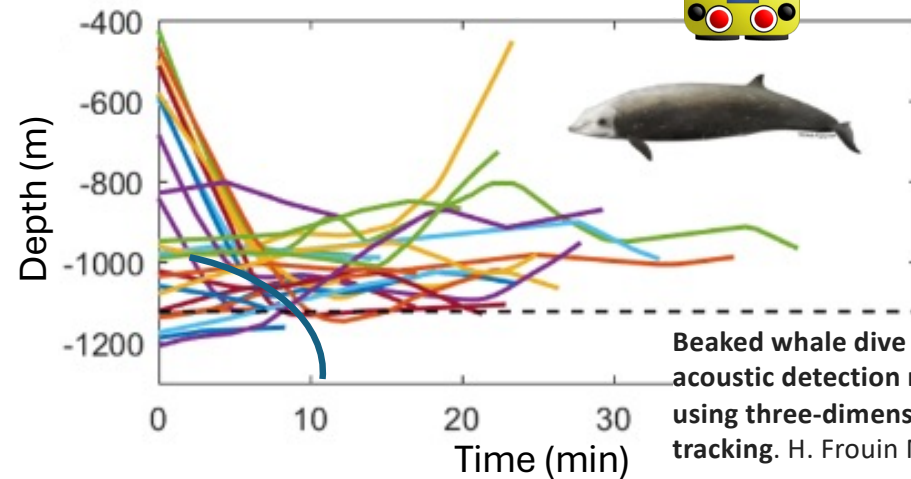 -400
-600
-800
-1000
-1200
Depth (m)
0 10 20 30
Time (min)
Beaked whale dive
acoustic detection
using three-dimens
tracking. H. Frouin